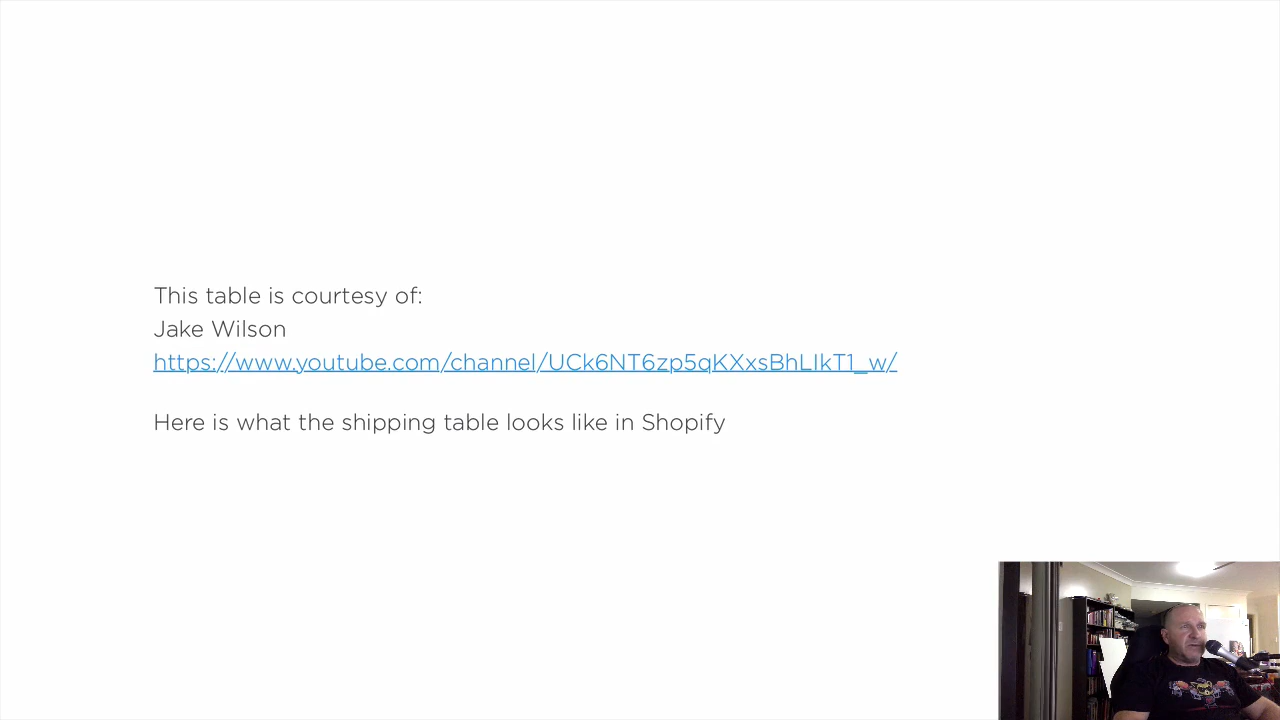 This table is courtesy of:
Jake Wilson
https://www.youtube.com/channel/UCk6NT6zp5qKXxsBhLIkT1_w/
Here is what the shipping table looks like in Shopify